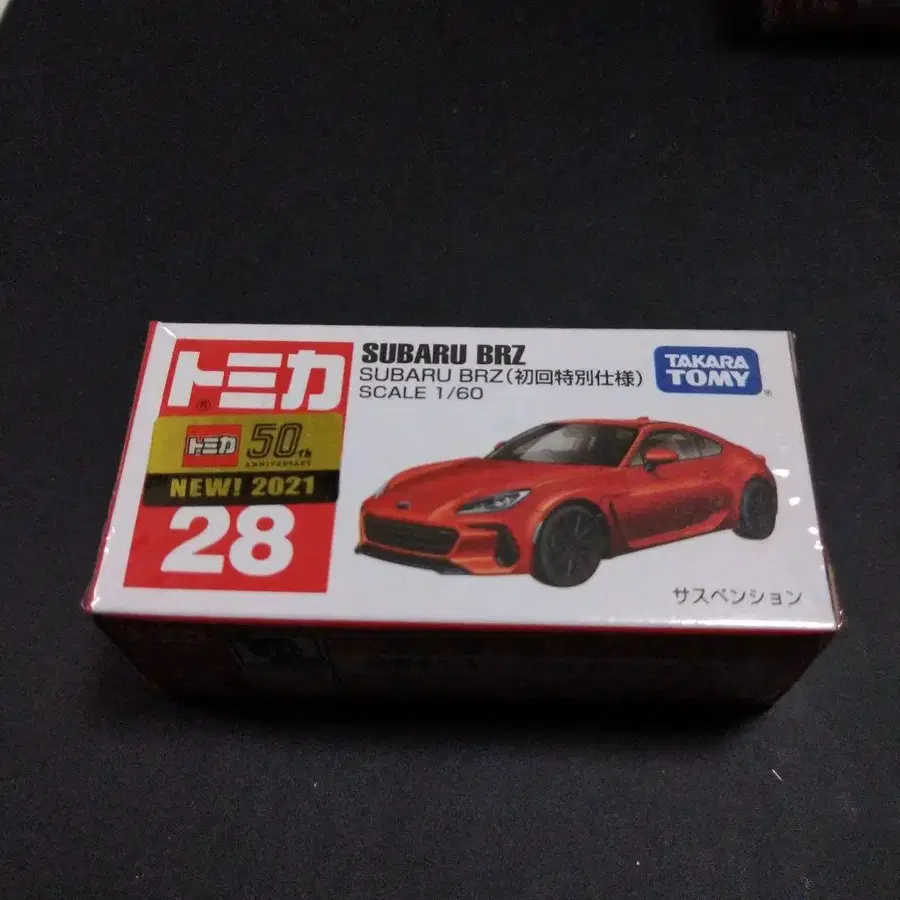 トミカ
®
トミカ 50th
ANNIVERSARY
NEW! 2021
28
SUBARU BRZ
SUBARU BRZ(初回特別仕様)
SCALE 1/60
TAKARA
TOMY
®
サスペンション